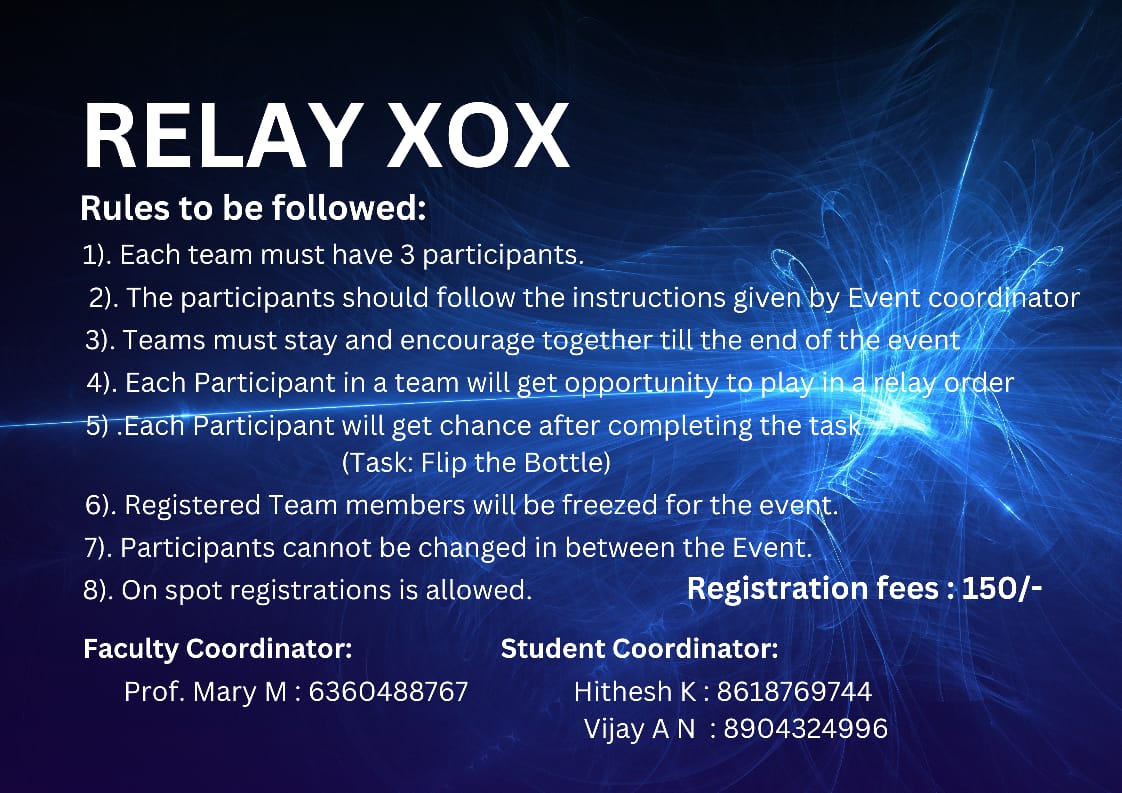 RELAY XOX
Rules to be followed:
1). Each team must have 3 participants.
2). The participants should follow the instructions given by Event coordinator
3). Teams must stay and encourage together till the end of the event
4). Each Participant in a team will get opportunity to play in a relay order
5) .Each Participant will get chance after completing the task
(Task: Flip the Bottle)
6). Registered Team members will be freezed for the event.
7). Participants cannot be changed in between the Event.
8). On spot registrations is allowed.
Registration fees : 150/-
Faculty Coordinator:
Prof. Mary M : 6360488767
Student Coordinator:
Hithesh K : 8618769744
Vijay A N : 8904324996